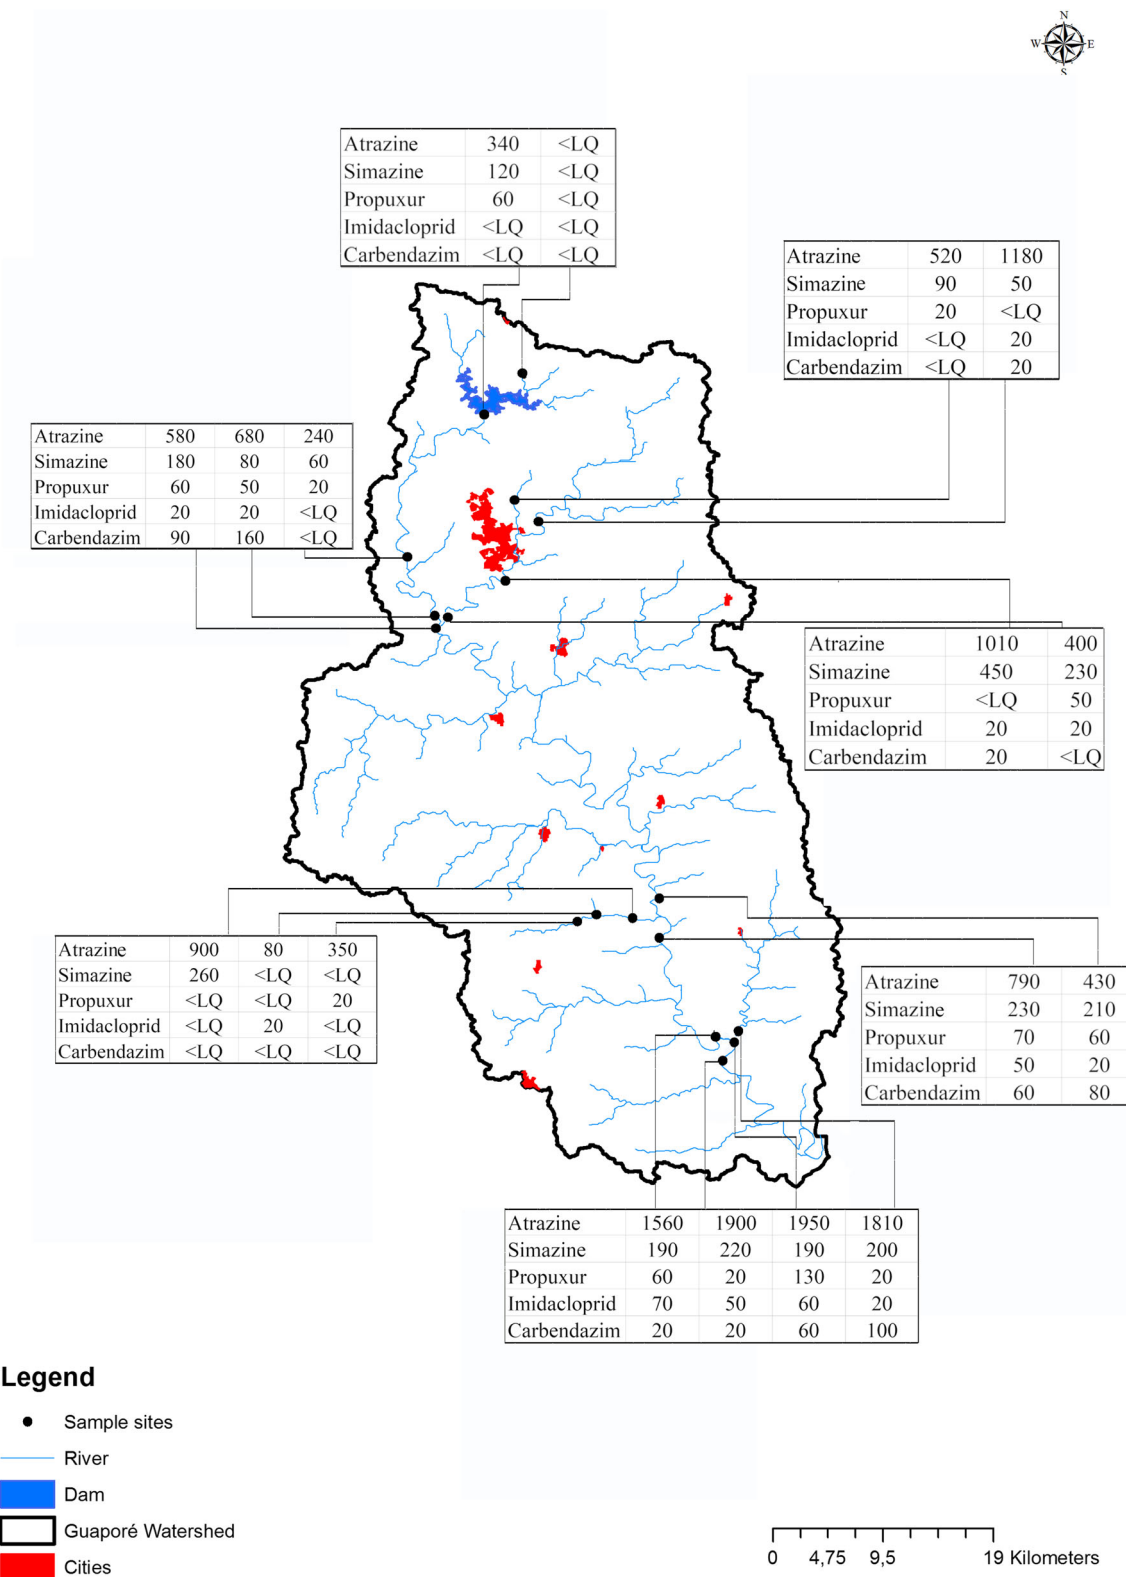 N
W E
S
Atrazine 340 <LQ
Simazine 120 <LQ
Propuxur 60 <LQ
Imidacloprid <LQ <LQ
Carbendazim <LQ <LQ
Atrazine 520 1180
Simazine 90 50
Propuxur 20 <LQ
Imidacloprid <LQ 20
Carbendazim <LQ 20
Atrazine 580 680 240
Simazine 180 80 60
Propuxur 60 50 20
Imidacloprid 20 20 <LQ
Carbendazim 90 160 <LQ
Atrazine 1010 400
Simazine 450 230
Propuxur <LQ 50
Imidacloprid 20 20
Carbendazim 20 <LQ
Atrazine 900 80 350
Simazine 260 <LQ <LQ
Propuxur <LQ <LQ 20
Imidacloprid <LQ 20 <LQ
Carbendazim <LQ <LQ <LQ
Atrazine 790 430
Simazine 230 210
Propuxur 70 60
Imidacloprid 50 20
Carbendazim 60 80
Atrazine 1560 1900 1950 1810
Simazine 190 220 190 200
Propuxur 60 20 130 20
Imidacloprid 70 50 60 20
Carbendazim 20 20 60 100
Legend
Sample sites
River
Dam
Guaporé Watershed
Cities
0 4,75 9,5 19 Kilometers